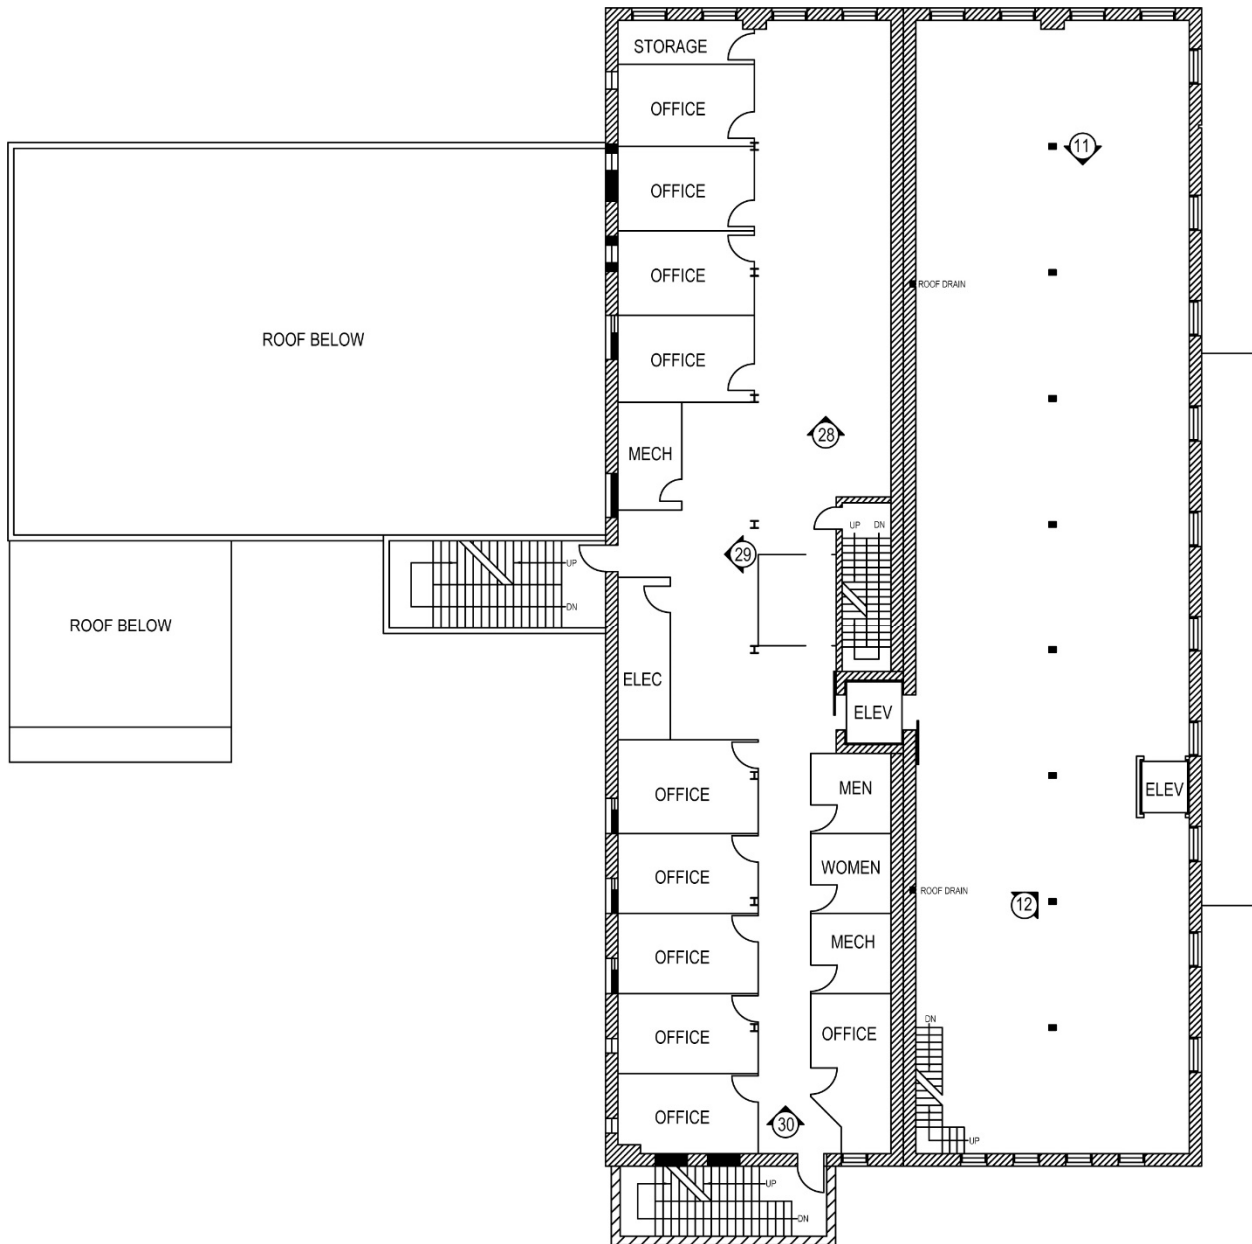 STORAGE
OFFICE
11
OFFICE
OFFICE
ROOF DRAIN
ROOF BELOW
OFFICE
28
MECH
UP DN
29
UP
DN
ROOF BELOW
ELEC
ELEV
OFFICE
MEN
ELEV
OFFICE
WOMEN
ROOF DRAIN
12
OFFICE
MECH
DN
OFFICE
OFFICE
OFFICE
30
UP
UP
DN